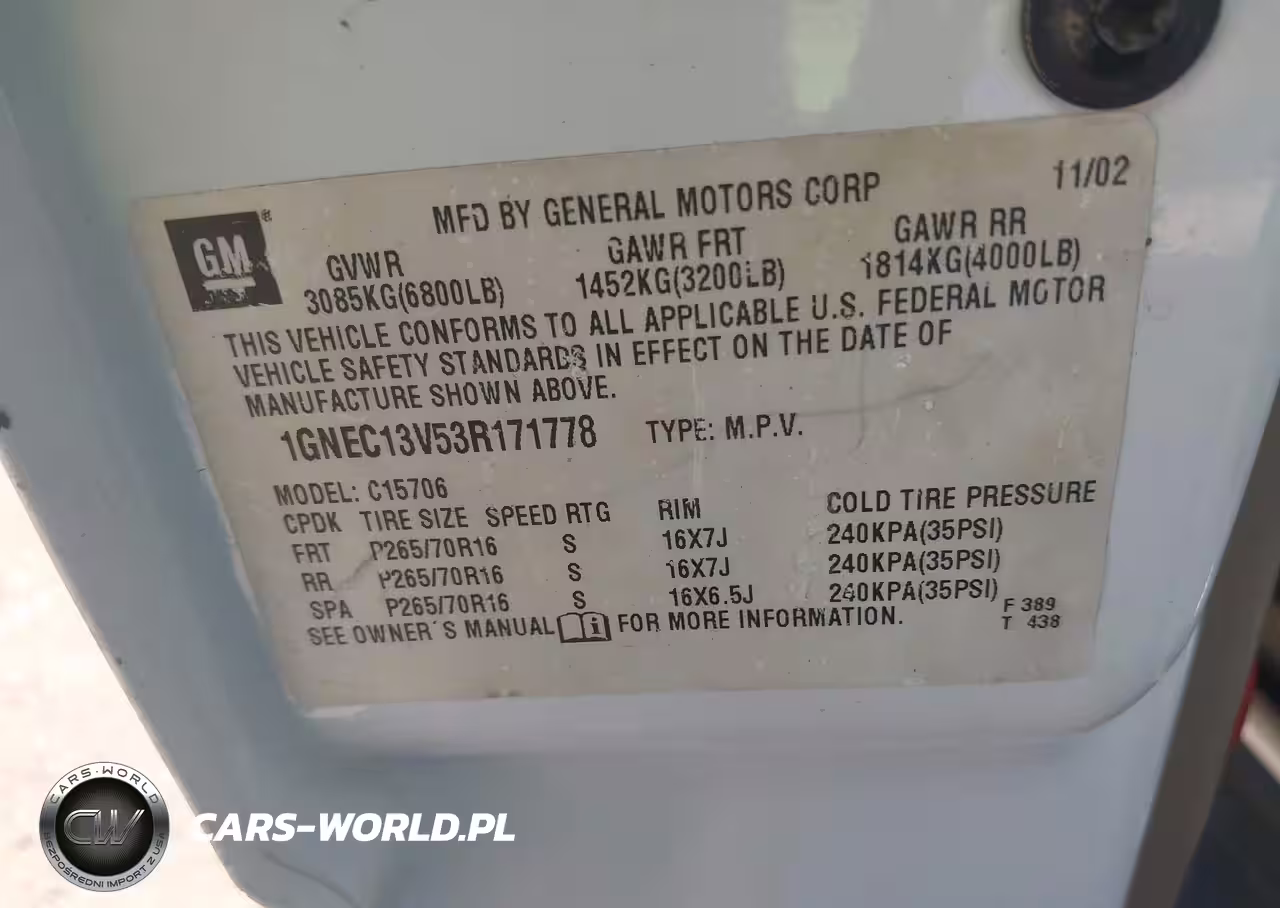 11/02
MFD BY GENERAL MOTORS CORP
GM®
GVWR GAWR FRT GAWR RR
3085KG(6800LB) 1452KG(3200LB) 1814KG(4000LB)
THIS VEHICLE CONFORMS TO ALL APPLICABLE U.S. FEDERAL MOTOR
VEHICLE SAFETY STANDARDS IN EFFECT ON THE DATE OF
MANUFACTURE SHOWN ABOVE.
1GNEC13V53R171778 TYPE: M.P.V.
MODEL: C15706
CPDK TIRE SIZE SPEED RTG RIM COLD TIRE PRESSURE
FRT P265/70R16 S 16X7J 240KPA(35PSI)
RR P265/70R16 S 16X7J 240KPA(35PSI)
SPA P265/70R16 S 16X6.5J 240KPA(35PSI)
SEE OWNER'S MANUAL i FOR MORE INFORMATION.
F 389
T 438
CARS-WORLD
CW
BEZPOŚREDNI IMPORT Z USA
CARS-WORLD.PL